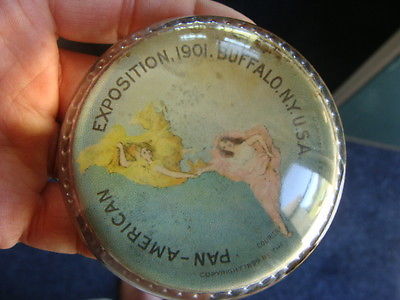 PAN-AMERICAN EXPOSITION. 1901. BUFFALO, N.Y. U.S.A.
COPYRIGHT